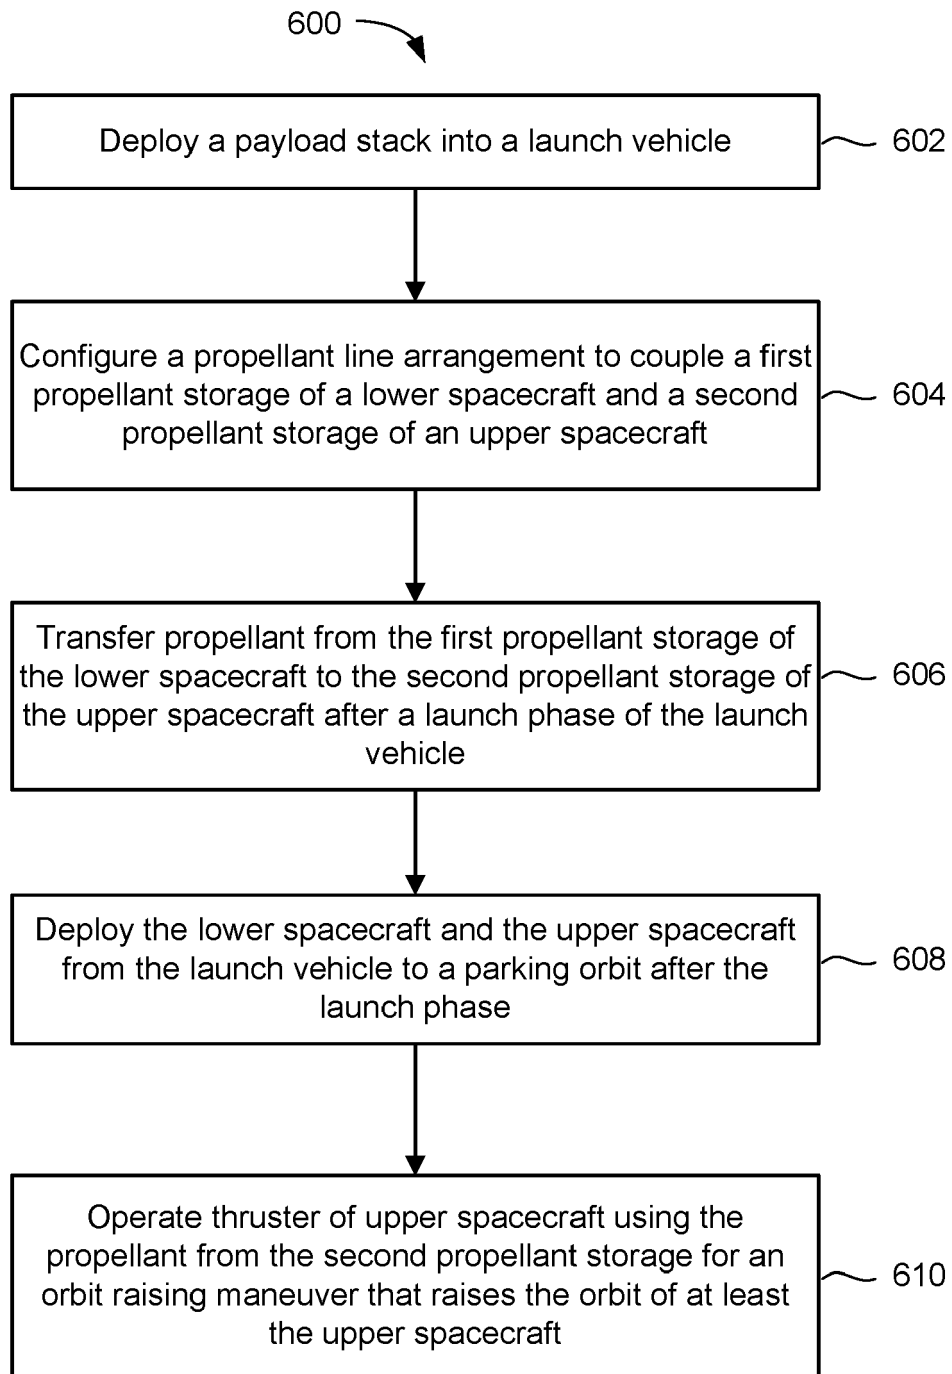 600
Deploy a payload stack into a launch vehicle
602
Configure a propellant line arrangement to couple a first
propellant storage of a lower spacecraft and a second
propellant storage of an upper spacecraft
604
Transfer propellant from the first propellant storage of
the lower spacecraft to the second propellant storage of
the upper spacecraft after a launch phase of the launch
vehicle
606
Deploy the lower spacecraft and the upper spacecraft
from the launch vehicle to a parking orbit after the
launch phase
608
Operate thruster of upper spacecraft using the
propellant from the second propellant storage for an
orbit raising maneuver that raises the orbit of at least
the upper spacecraft
610